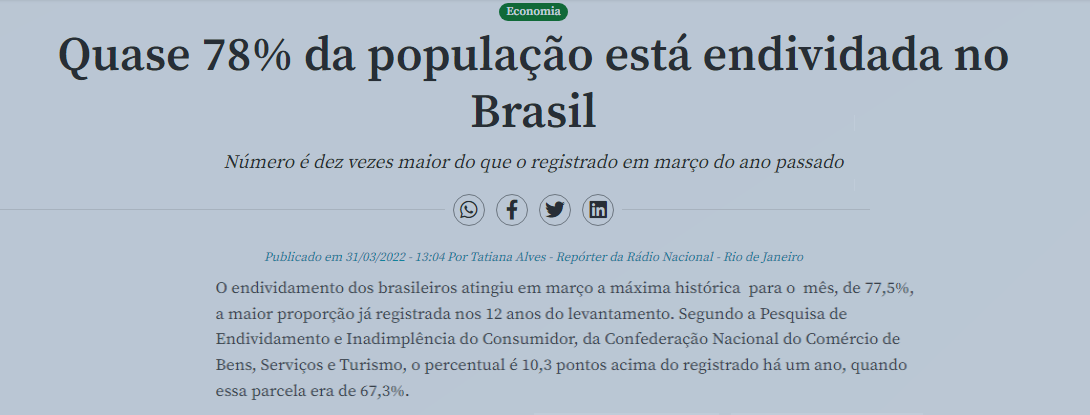 Economia
Quase 78% da população está endividada no
Brasil
Número é dez vezes maior do que o registrado em março do ano passado
Publicado em 31/03/2022 - 13:04 Por Tatiana Alves - Repórter da Rádio Nacional - Rio de Janeiro
O endividamento dos brasileiros atingiu em março a máxima histórica para o mês, de 77,5%,
a maior proporção já registrada nos 12 anos do levantamento. Segundo a Pesquisa de
Endividamento e Inadimplência do Consumidor, da Confederação Nacional do Comércio de
Bens, Serviços e Turismo, o percentual é 10,3 pontos acima do registrado há um ano, quando
essa parcela era de 67,3%.